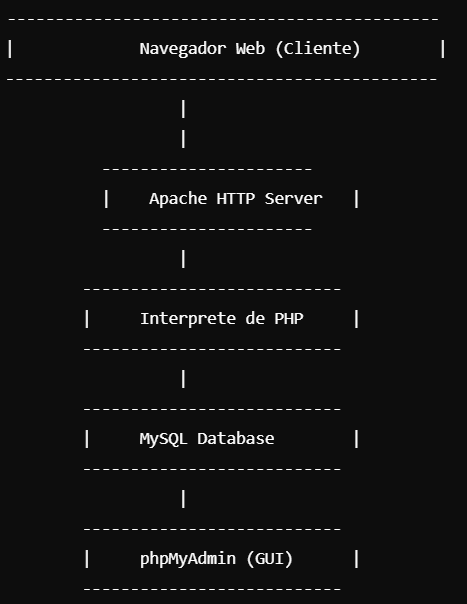 Navegador Web (Cliente)
Apache HTTP Server
Interprete de PHP
MySQL Database
phpMyAdmin (GUI)